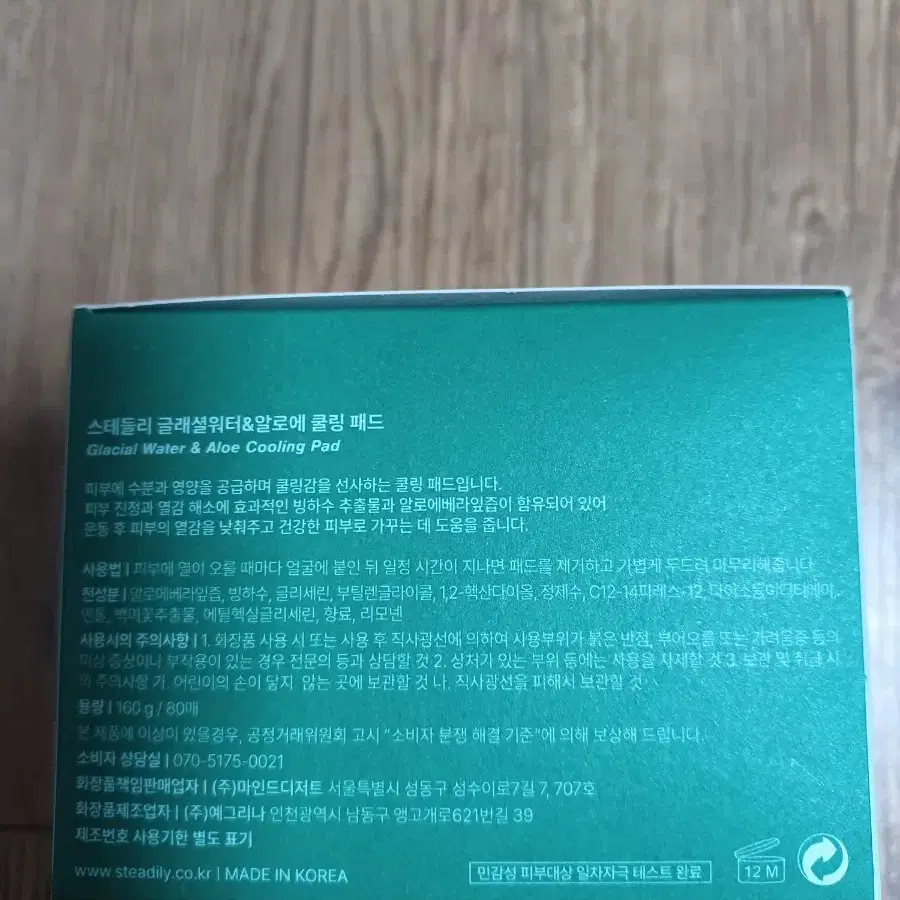 스테들리 글래셜워터&알로에 쿨링 패드
Glacial Water & Aloe Cooling Pad
피부에 수분과 영양을 공급하며 쿨링감을 선사하는 쿨링 패드입니다.
피부 진정과 열감 해소에 효과적인 빙하수 추출물과 알로에베라잎즙이 함유되어 있어
운동 후 피부의 열감을 낮춰주고 건강한 피부로 가꾸는 데 도움을 줍니다.
사용법 | 피부에 열이 오를 때마다 얼굴에 붙인 뒤 일정 시간이 지나면 패드를 제거하고 가볍게 두드려 마무리해줍니다.
전성분 | 알로에베라잎즙, 빙하수, 글리세린, 부틸렌글라이콜, 1,2-헥산다이올, 정제수, C12-14파레스-12, 다이소듐이디티에이,
멘톨, 백미꽃추출물, 에틸헥실글리세린, 향료, 리모넨
사용시의 주의사항 | 1. 화장품 사용 시 또는 사용 후 직사광선에 의하여 사용부위가 붉은 반점, 부어오름 또는 가려움증 등의
이상 증상이나 부작용이 있는 경우 전문의 등과 상담할 것 2. 상처가 있는 부위 등에는 사용을 자제할 것 3. 보관 및 취급 시
의 주의사항 가. 어린이의 손이 닿지 않는 곳에 보관할 것 나. 직사광선을 피해서 보관할 것
용량 | 160 g / 80매
본 제품에 이상이 있을경우, 공정거래위원회 고시 “소비자 분쟁 해결 기준”에 의해 보상해 드립니다.
소비자 상담실 | 070-5175-0021
화장품책임판매업자 | (주)마인드디저트 서울특별시 성동구 성수이로7길 7, 707호
화장품제조업자 | (주)예그리나 인천광역시 남동구 앵고개로621번길 39
제조번호 사용기한 별도 표기
www.steadily.co.kr | MADE IN KOREA
민감성 피부대상 일차자극 테스트 완료
12 M